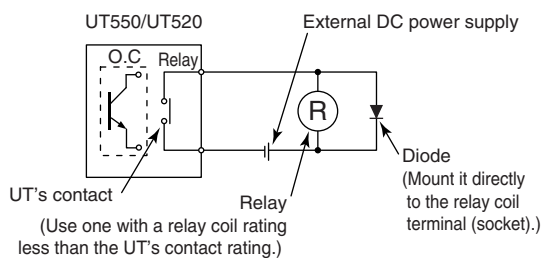 UT550/UT520
External DC power supply
O.C
Relay
R
UT's contact
Relay
(Use one with a relay coil rating
less than the UT's contact rating.)
Diode
(Mount it directly
to the relay coil
terminal (socket).)